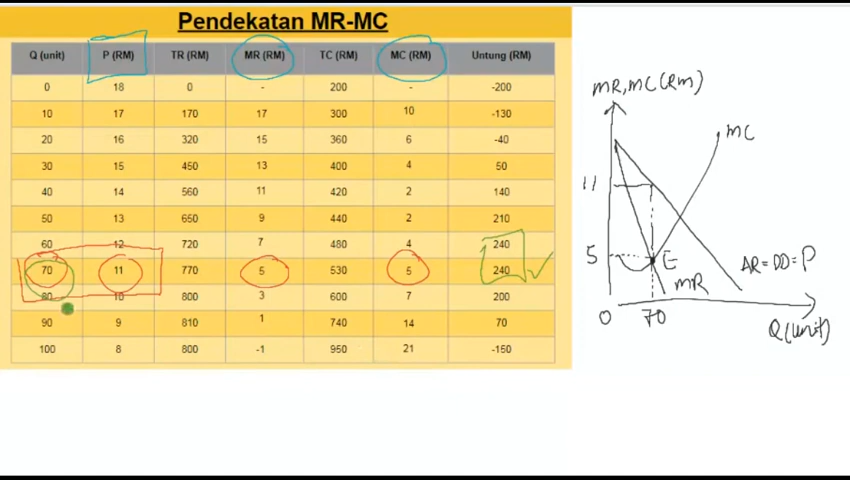 Pendekatan MR-MC
Q (unit) P (RM) TR (RM) MR (RM) TC (RM) MC (RM) Untung (RM)
0 18 0 - 200 - -200
10 17 170 17 300 10 -130
20 16 320 15 360 6 -40
30 15 450 13 400 4 50
40 14 560 11 420 2 140
50 13 650 9 440 2 210
60 12 720 7 480 4 240
70 11 770 5 530 5 240
80 10 800 3 600 7 200
90 9 810 1 740 14 70
100 8 800 -1 950 21 -150
MR, MC (RM)
MC
11
5 E
AR = DD = P
MR
0 70
Q (unit)